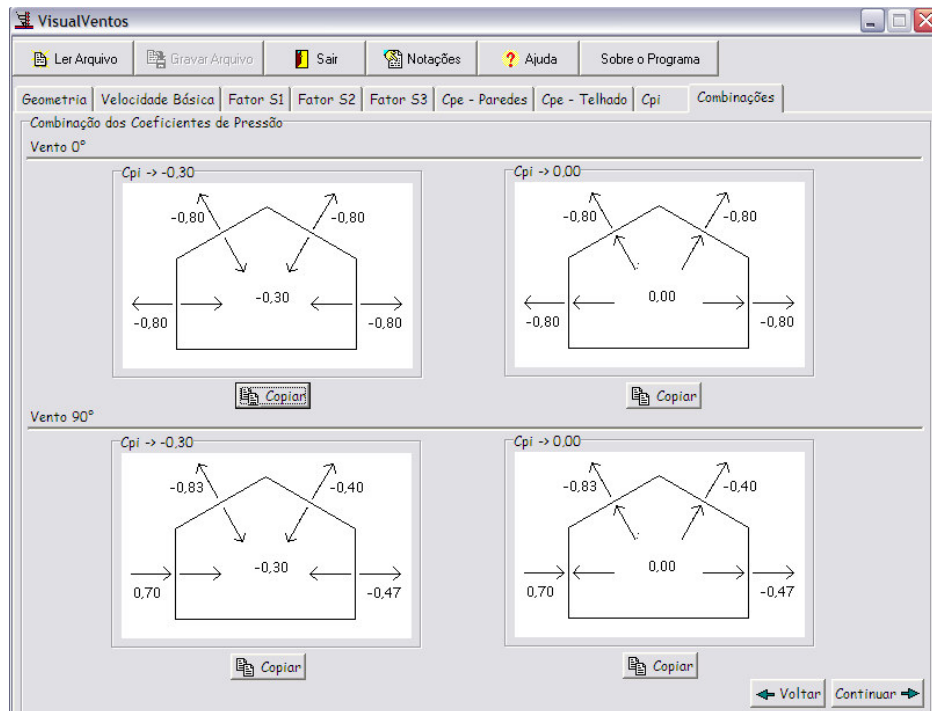 VisualVentos
Ler Arquivo Gravar Arquivo Sair Notações ? Ajuda Sobre o Programa
Geometria Velocidade Básica Fator S1 Fator S2 Fator S3 Cpe - Paredes Cpe - Telhado Cpi Combinações
Combinação dos Coeficientes de Pressão
Vento 0°
Cpi -> -0,30 Cpi -> 0,00
-0,80 -0,80 -0,80 -0,80
-0,30 0,00
-0,80 -0,80 -0,80 -0,80
Copiar Copiar
Vento 90°
Cpi -> -0,30 Cpi -> 0,00
-0,83 -0,40 -0,83 -0,40
-0,30 0,00
0,70 -0,47 0,70 -0,47
Copiar Copiar
Voltar Continuar